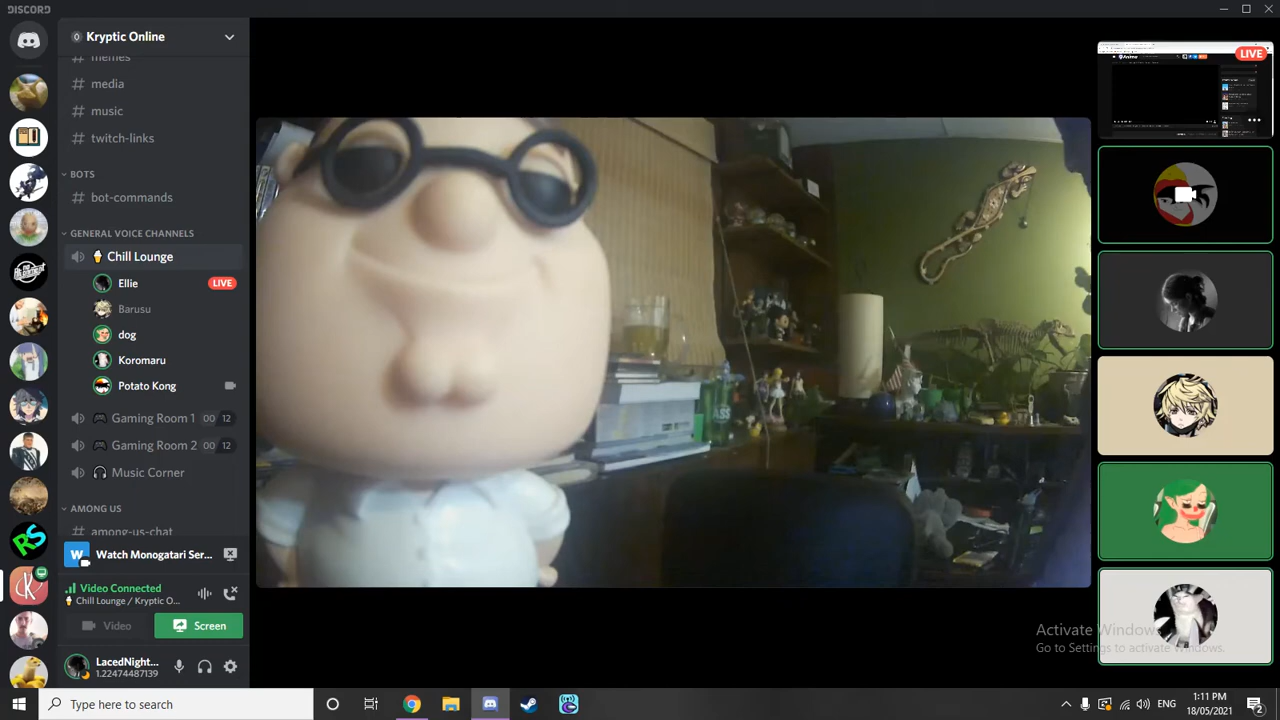 DISCORD
Kryptic Online
memes
media
music
twitch-links
BOTS
bot-commands
GENERAL VOICE CHANNELS
Chill Lounge
Ellie
LIVE
Barusu
dog
Koromaru
Potato Kong
Gaming Room 1 00 12
Gaming Room 2 00 12
Music Corner
AMONG US
among-us-chat
W
Watch Monogatari Ser...
Video Connected
Chill Lounge / Kryptic O...
Video
Screen
LacedNight...
1.22474487139
RS
K
LIVE
ASS
Activate Windows
Go to Settings to activate Windows.
Type here to search
ENG
1:11 PM
18/05/2021
2